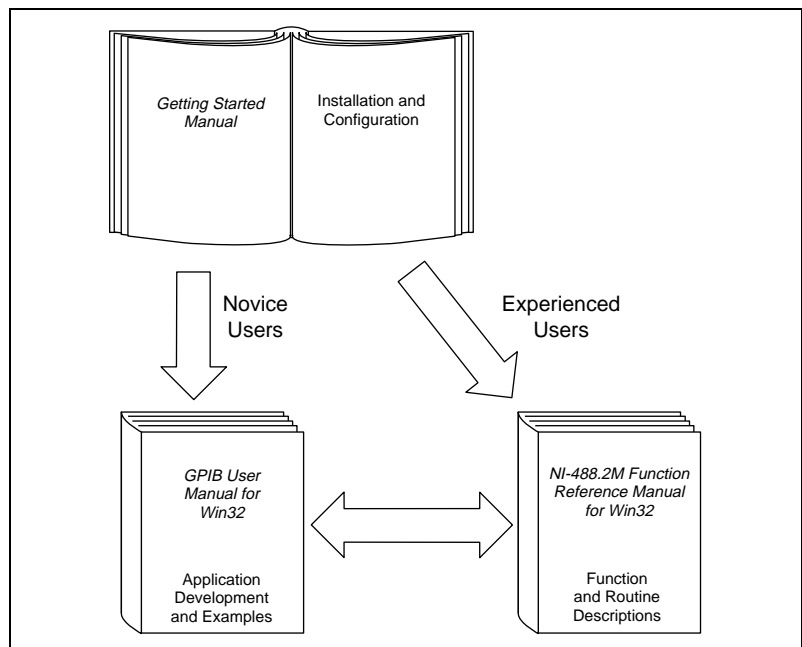 Getting Started
Manual
Installation and
Configuration
Novice
Users
Experienced
Users
GPIB User
Manual for
Win32
Application
Development
and Examples
NI-488.2M Function
Reference Manual
for Win32
Function
and Routine
Descriptions